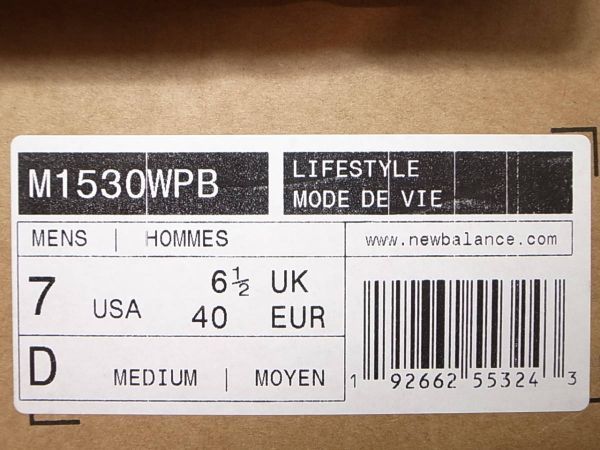 M1530WPB
LIFESTYLE
MODE DE VIE
MENS | HOMMES
www.newbalance.com
7 USA
6½ UK
40 EUR
D MEDIUM | MOYEN
1 92662 55324 3